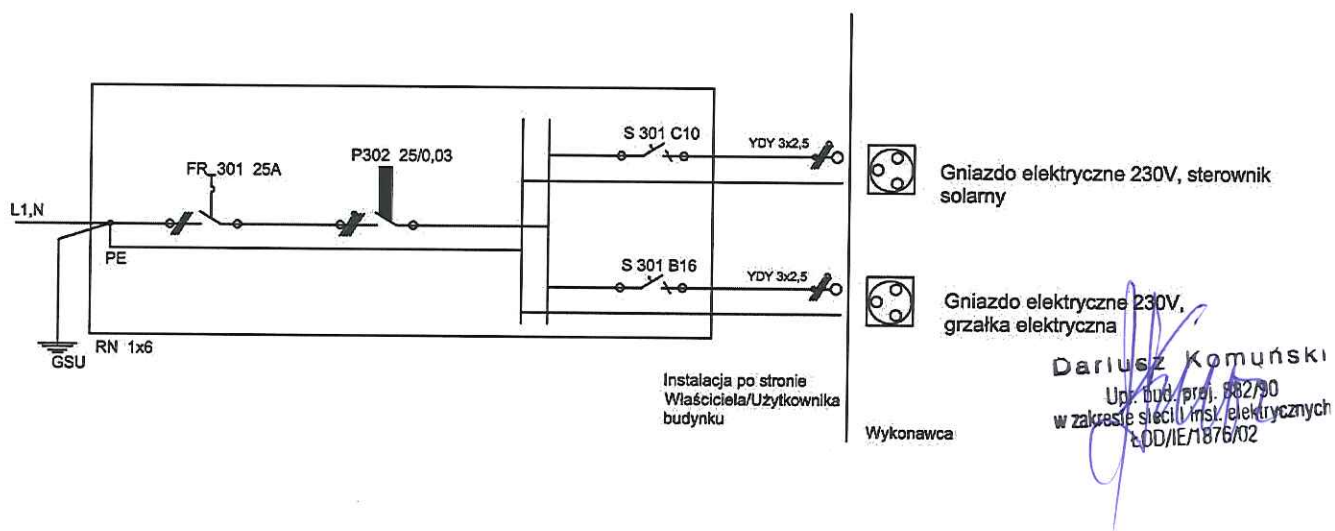 S 301 C10
YDY 3x2,5
P302 25/0,03
FR_301 25A
Gniazdo elektryczne 230V, sterownik
solarny
L1,N
PE
S 301 B16
YDY 3x2,5
Gniazdo elektryczne 230V,
grzałka elektryczna
RN 1x6
GSU
Dariusz Komuński
Upr. bud. proj. 882/90
w zakresie sieci i inst. elektrycznych
ŁOD/IE/1876/02
Instalacja po stronie
Właściciela/Użytkownika
budynku
Wykonawca